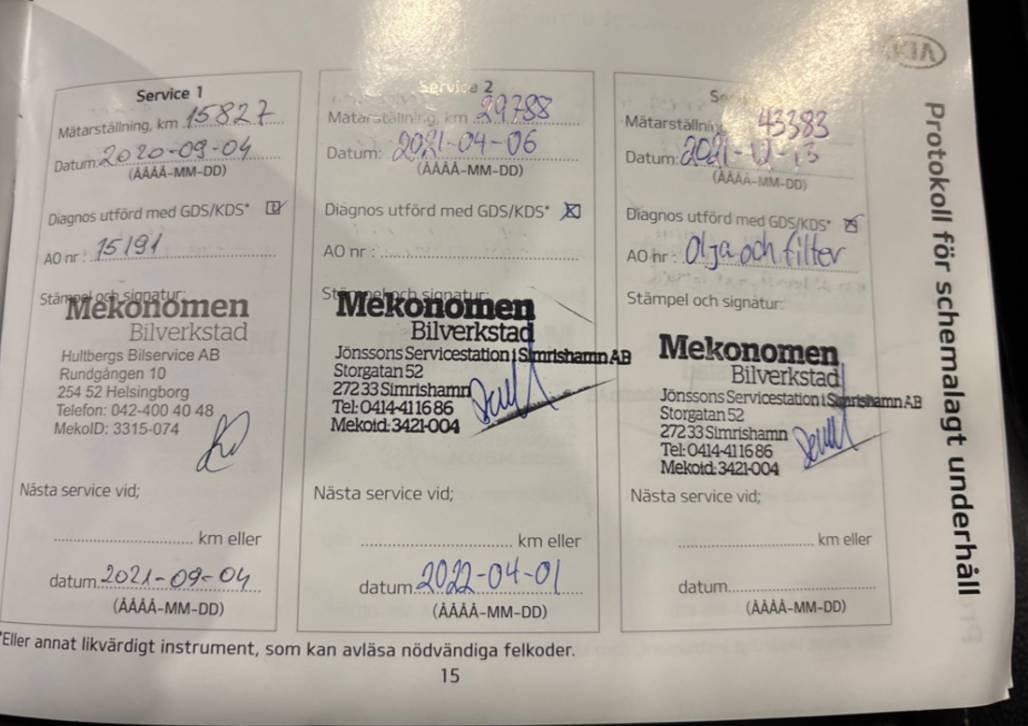 KIA
Protokoll för schemalagt underhåll
Service 1
Mätarställning, km 15827
Datum: 2020-09-04
(ÅÅÅÅ-MM-DD)
Diagnos utförd med GDS/KDS*
AO nr : 15191
Stämpel och signatur:
Mekonomen
Bilverkstad
Hultbergs Bilservice AB
Rundgången 10
254 52 Helsingborg
Telefon: 042-400 40 48
MekoID: 3315-074
Nästa service vid;
km eller
datum 2021-09-04
(ÅÅÅÅ-MM-DD)
Service 2
Mätarställning, km 29788
Datum: 2021-04-06
(ÅÅÅÅ-MM-DD)
Diagnos utförd med GDS/KDS*
AO nr :
Stämpel och signatur:
Mekonomen
Bilverkstad
Jönssons Servicestation i Simrishamn AB
Storgatan 52
272 33 Simrishamn
Tel: 0414-411686
Mekoid: 3421-004
Nästa service vid;
km eller
datum 2022-04-01
(ÅÅÅÅ-MM-DD)
Mätarställning 43383
Datum: 2021-12-13
(ÅÅÅÅ-MM-DD)
Diagnos utförd med GDS/KDS*
AO nr : Olja och filter
Stämpel och signatur:
Mekonomen
Bilverkstad
Jönssons Servicestation i Simrishamn AB
Storgatan 52
272 33 Simrishamn
Tel: 0414-411686
Mekoid: 3421-004
Nästa service vid;
km eller
datum
(ÅÅÅÅ-MM-DD)
*Eller annat likvärdigt instrument, som kan avläsa nödvändiga felkoder.
15